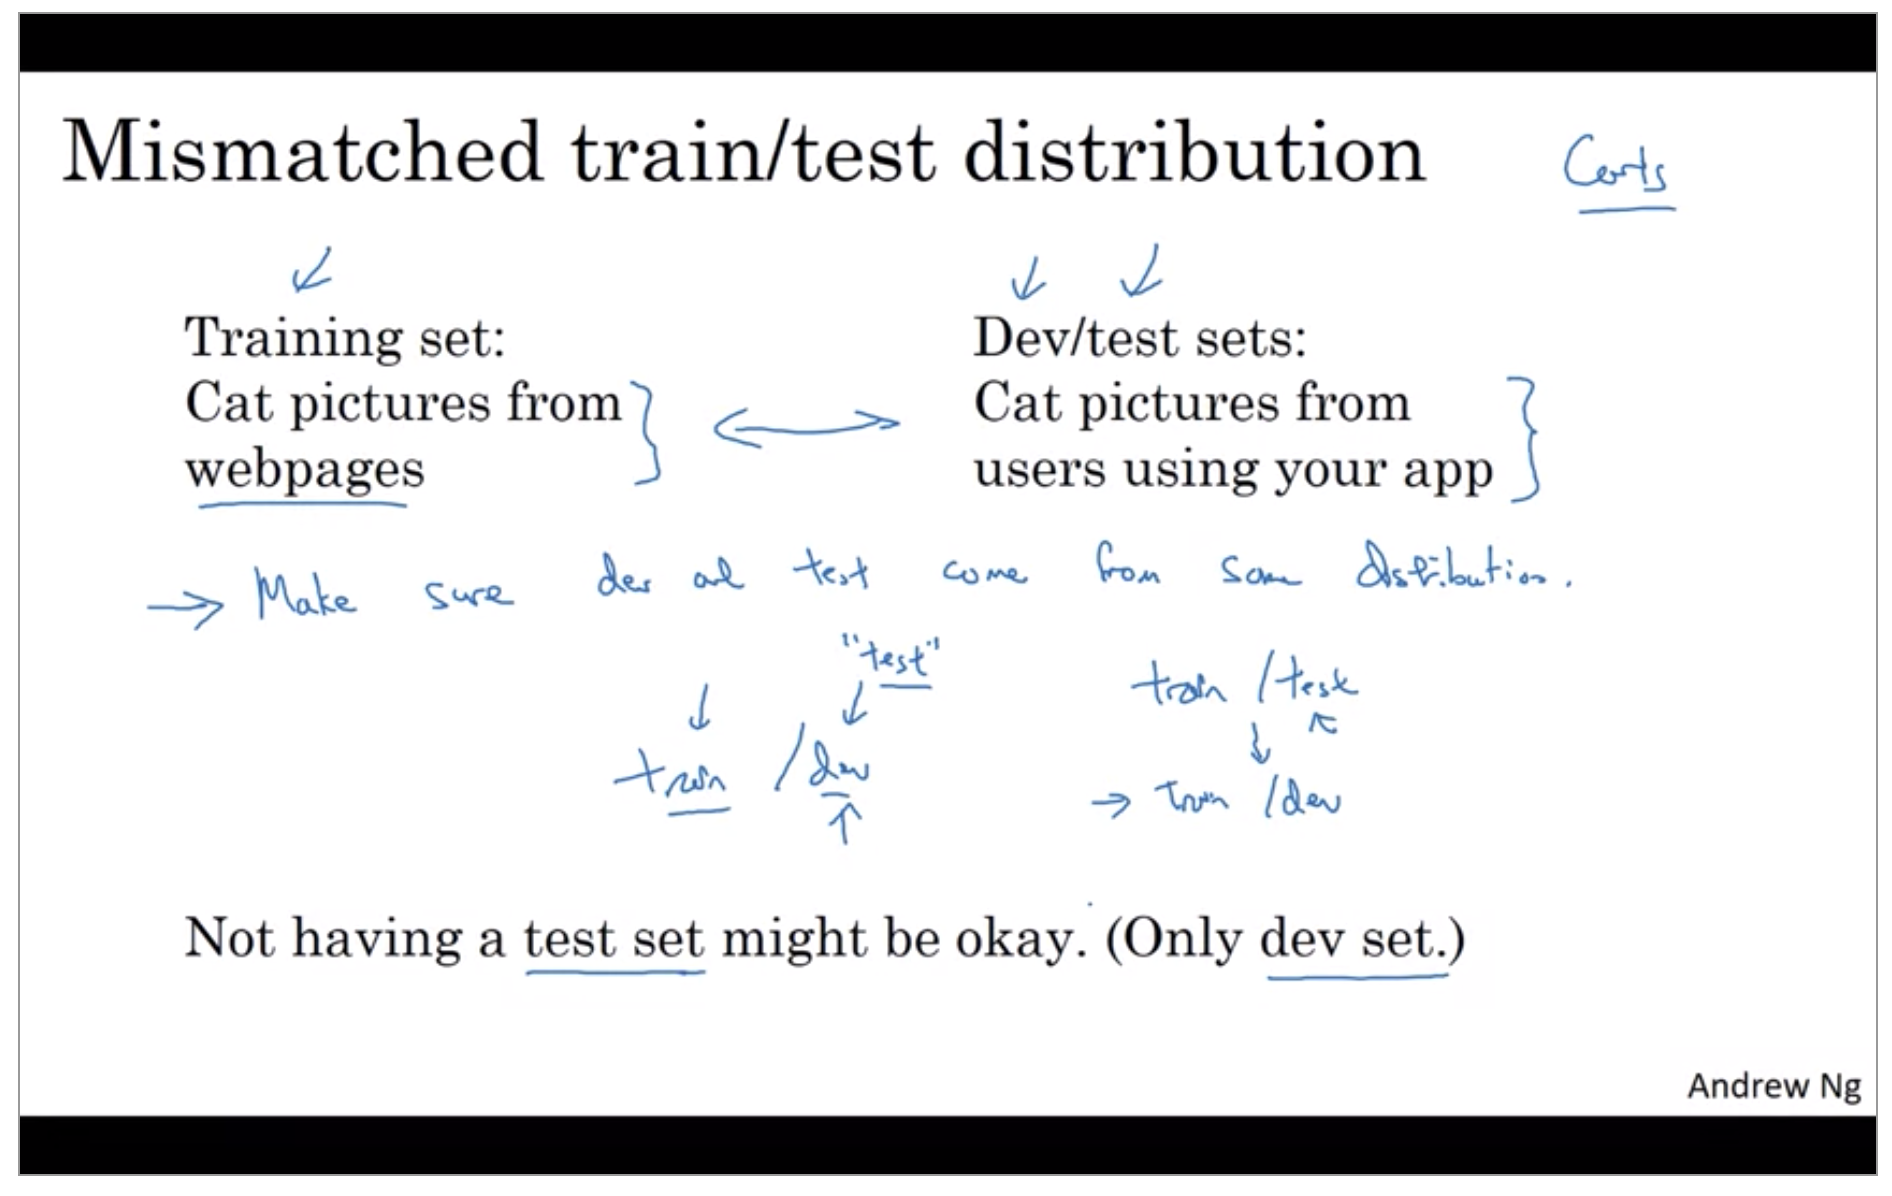 Mismatched train/test distribution
Cats
Training set:
Cat pictures from
webpages
Dev/test sets:
Cat pictures from
users using your app
→ Make sure dev and test come from same distribution.
"test"
train / dev
train / test
→ train / dev
Not having a test set might be okay. (Only dev set.)
Andrew Ng